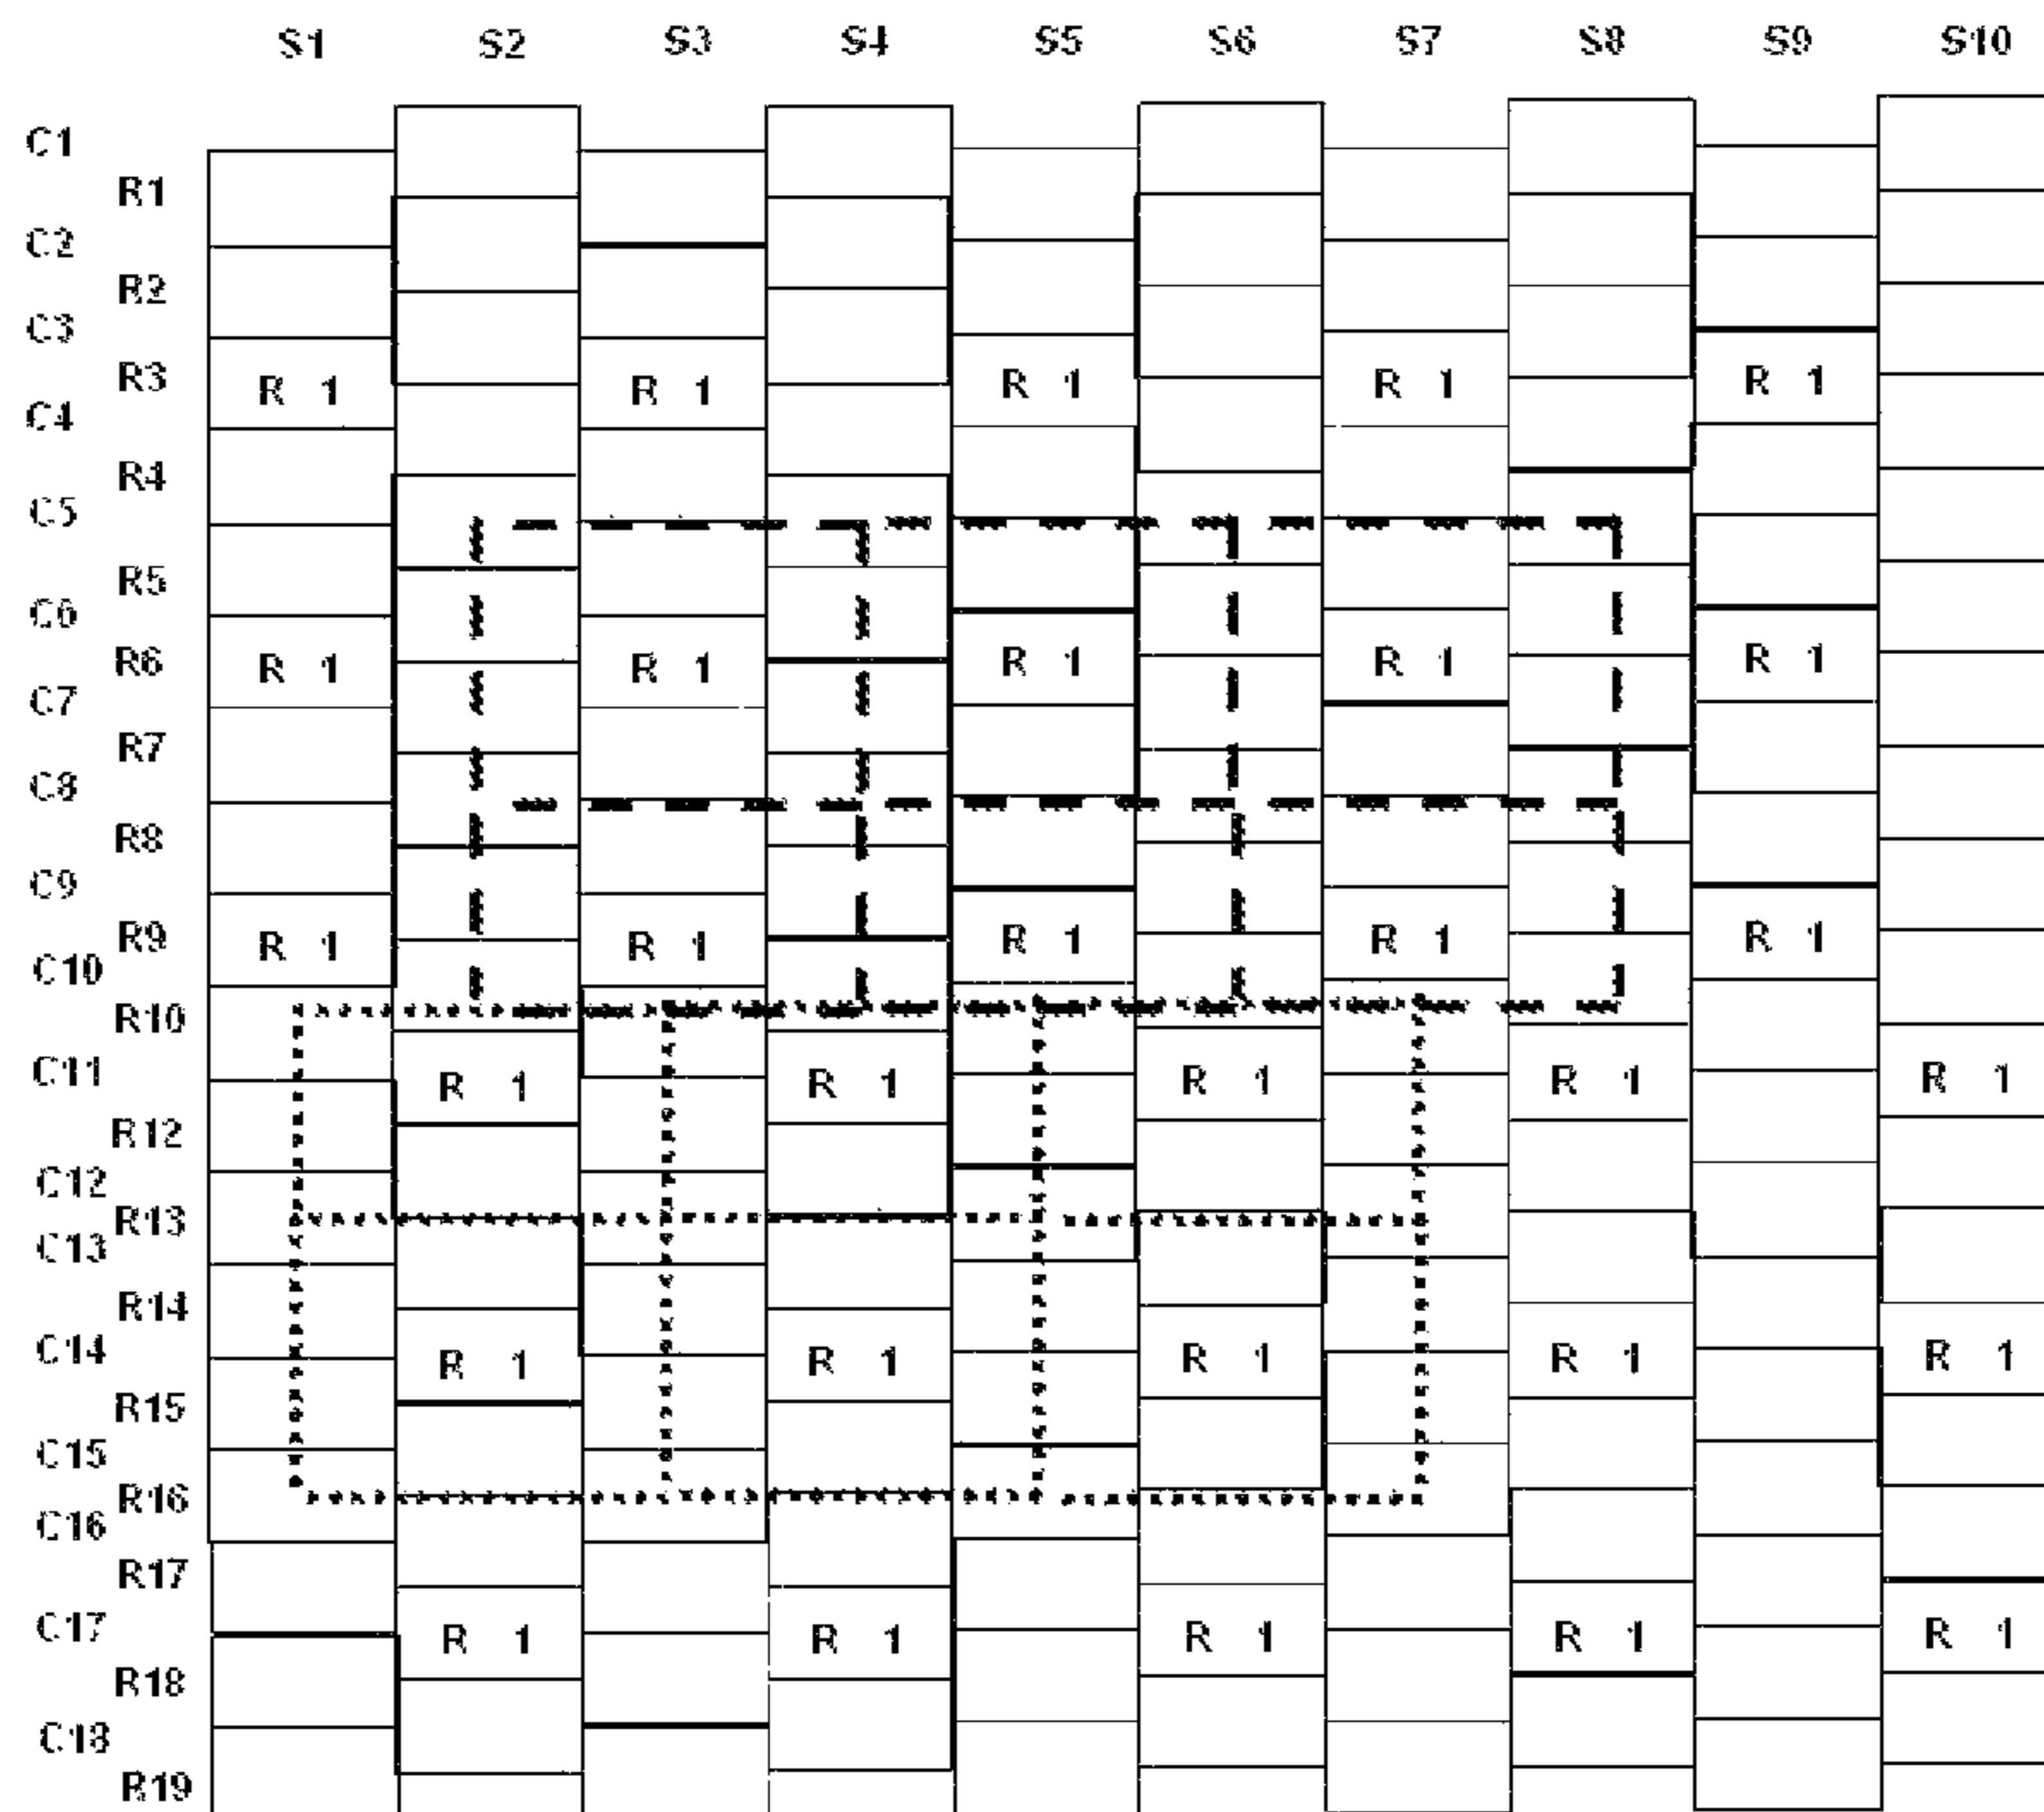 S1 S2 S3 S4 S5 S6 S7 S8 S9 S10
C1
R1
C2
R2
C3
R3 R 1 R 1 R 1 R 1 R 1
C4
R4
C5
R5
C6
R6 R 1 R 1 R 1 R 1 R 1
C7
R7
C8
R8
C9
R9 R 1 R 1 R 1 R 1 R 1
C10
R10
C11 R 1 R 1 R 1 R 1 R 1
R12
C12
R13
C13
R14
C14 R 1 R 1 R 1 R 1 R 1
R15
C15
R16
C16
R17
C17 R 1 R 1 R 1 R 1 R 1
R18
C18
R19